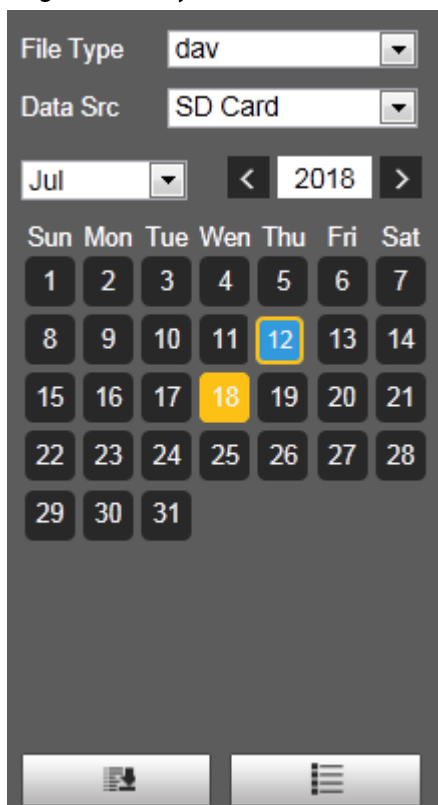 File Type dav
Data Src SD Card
Jul < 2018 >
Sun Mon Tue Wen Thu Fri Sat
1 2 3 4 5 6 7
8 9 10 11 12 13 14
15 16 17 18 19 20 21
22 23 24 25 26 27 28
29 30 31